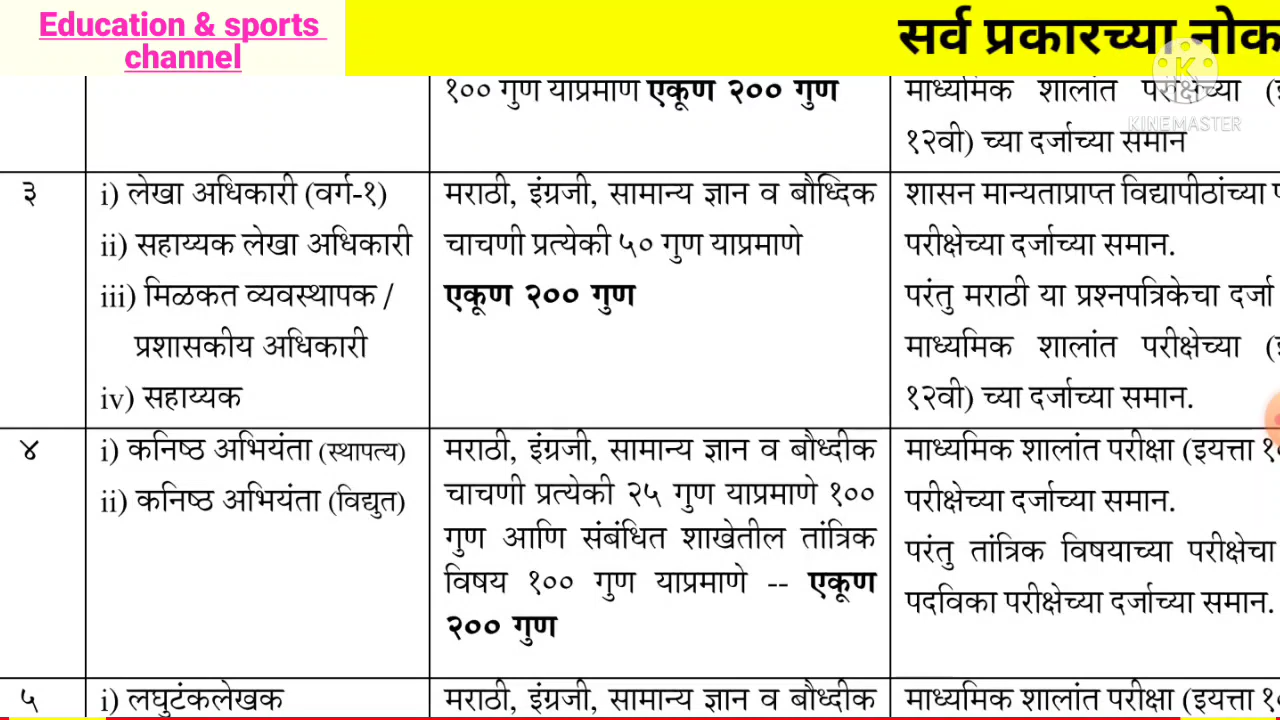 Education & sports
channel
सर्व प्रकारच्या नोक
KINEMASTER
१०० गुण याप्रमाण एकूण २०० गुण
माध्यमिक शालांत परीक्षेच्या
१२वी) च्या दर्जाच्या समान
३
i) लेखा अधिकारी (वर्ग-१)
ii) सहाय्यक लेखा अधिकारी
iii) मिळकत व्यवस्थापक /
प्रशासकीय अधिकारी
iv) सहाय्यक
मराठी, इंग्रजी, सामान्य ज्ञान व बौध्दिक
चाचणी प्रत्येकी ५० गुण याप्रमाणे
एकूण २०० गुण
शासन मान्यताप्राप्त विद्यापीठांच्या
परीक्षेच्या दर्जाच्या समान.
परंतु मराठी या प्रश्नपत्रिकेचा दर्जा
माध्यमिक शालांत परीक्षेच्या
१२वी) च्या दर्जाच्या समान.
४
i) कनिष्ठ अभियंता (स्थापत्य)
ii) कनिष्ठ अभियंता (विद्युत)
मराठी, इंग्रजी, सामान्य ज्ञान व बौध्दीक
चाचणी प्रत्येकी २५ गुण याप्रमाणे १००
गुण आणि संबंधित शाखेतील तांत्रिक
विषय १०० गुण याप्रमाणे -- एकूण
२०० गुण
माध्यमिक शालांत परीक्षा (इयत्ता
परीक्षेच्या दर्जाच्या समान.
परंतु तांत्रिक विषयाच्या परीक्षेचा
पदविका परीक्षेच्या दर्जाच्या समान.
५
i) लघुटंकलेखक
मराठी, इंग्रजी, सामान्य ज्ञान व बौध्दीक
माध्यमिक शालांत परीक्षा (इयत्ता